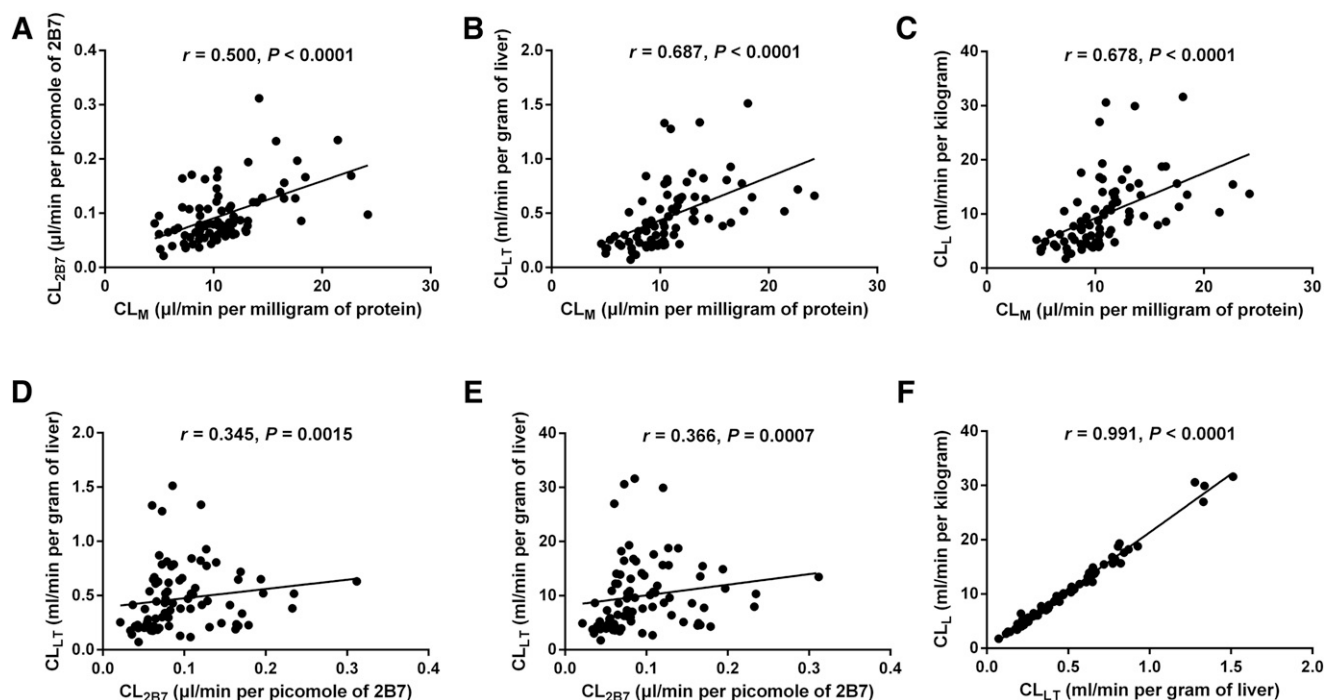 A
r = 0.500, P < 0.0001
CL2B7 (µl/min per picomole of 2B7)
0.4
0.3
0.2
0.1
0.0
0
10
20
30
CLM (µl/min per milligram of protein)
B
r = 0.687, P < 0.0001
CLLT (ml/min per gram of liver)
2.0
1.5
1.0
0.5
0.0
0
10
20
30
CLM (µl/min per milligram of protein)
C
r = 0.678, P < 0.0001
CLL (ml/min per kilogram)
40
30
20
10
0
0
10
20
30
CLM (µl/min per milligram of protein)
D
r = 0.345, P = 0.0015
CLLT (ml/min per gram of liver)
2.0
1.5
1.0
0.5
0.0
0.0
0.1
0.2
0.3
0.4
CL2B7 (µl/min per picomole of 2B7)
E
r = 0.366, P = 0.0007
CLLT (ml/min per gram of liver)
40
30
20
10
0
0.0
0.1
0.2
0.3
0.4
CL2B7 (µl/min per picomole of 2B7)
F
r = 0.991, P < 0.0001
CLL (ml/min per kilogram)
40
30
20
10
0
0.0
0.5
1.0
1.5
2.0
CLLT (ml/min per gram of liver)